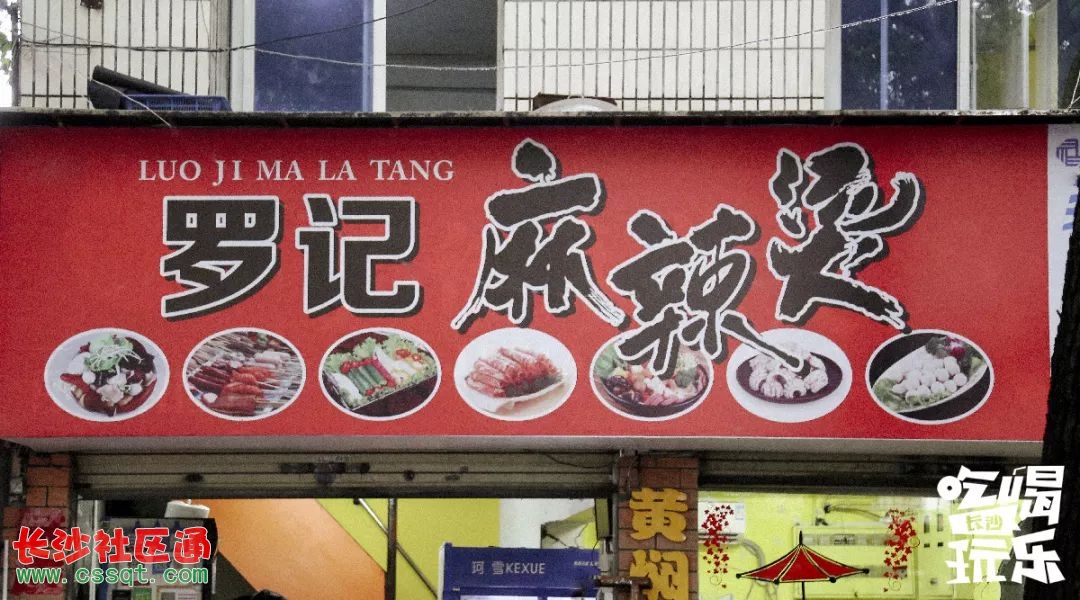 LUO JI MA LA TANG
罗记 麻辣烫
黄焖
珂雪KEXUE
长沙社区通
www.cssqt.com
吃喝
长沙
玩乐